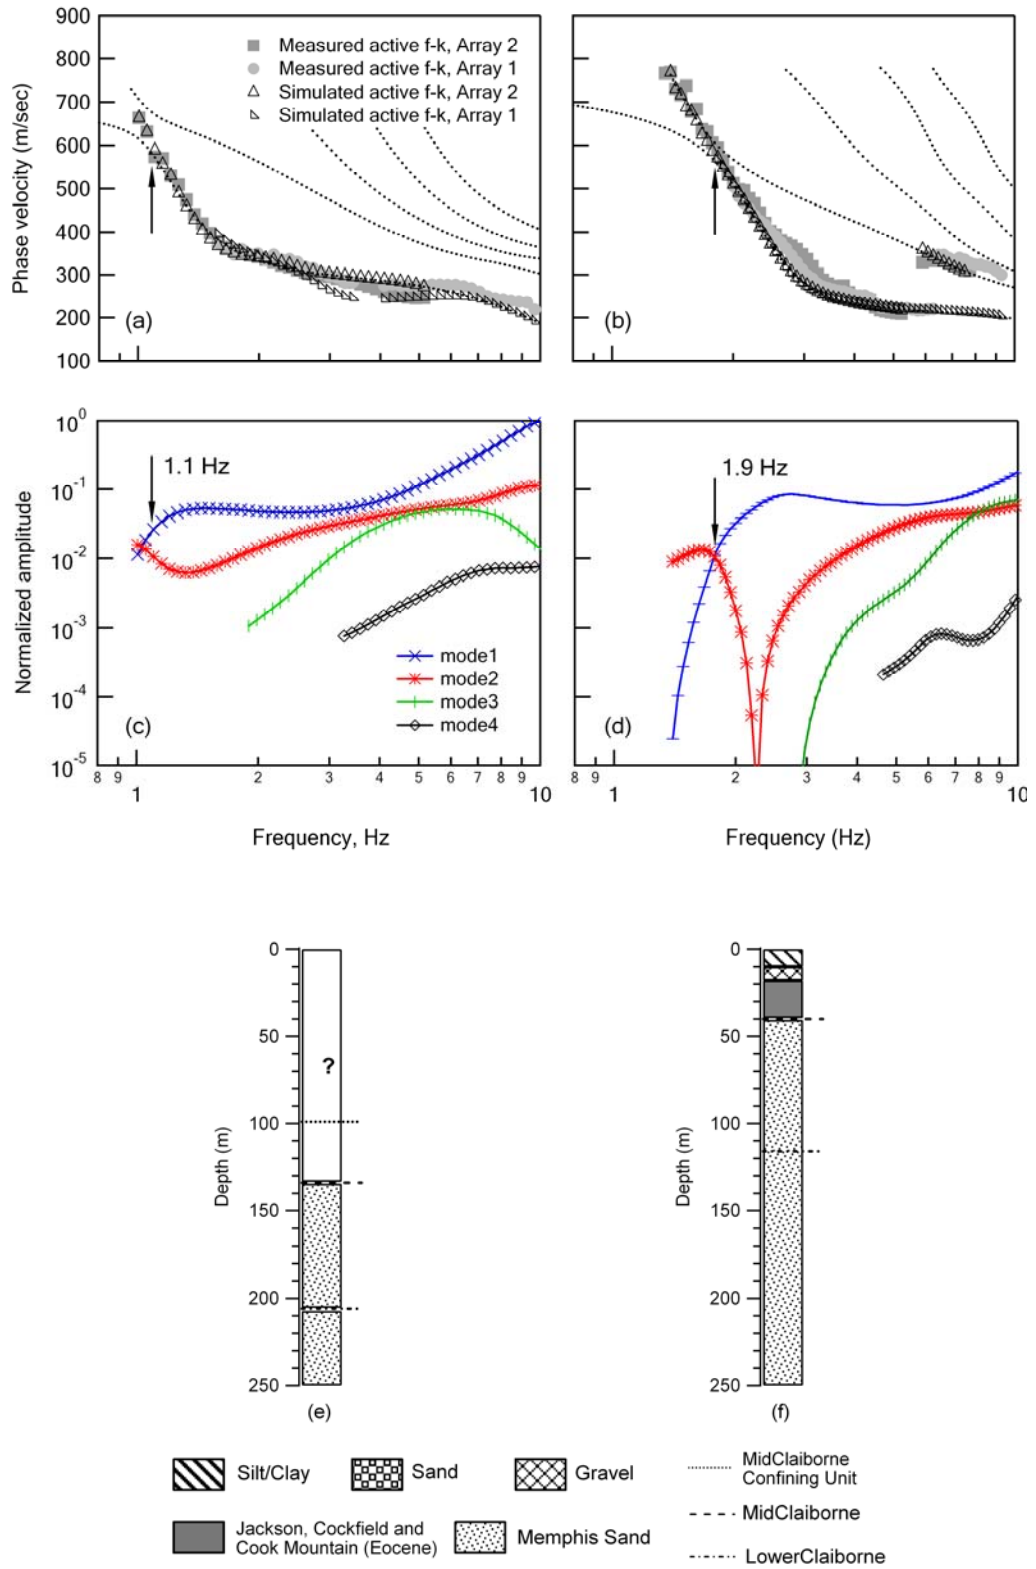 900
800
700
600
500
400
300
200
100
Phase velocity (m/sec)
Measured active f-k, Array 2
Measured active f-k, Array 1
Simulated active f-k, Array 2
Simulated active f-k, Array 1
(a)
1
(b)
1
10^0
10^-1
10^-2
10^-3
10^-4
10^-5
Normalized amplitude
1.1 Hz
mode1
mode2
mode3
mode4
(c)
8 9 2 3 4 5 6 7 8 9
1 10
Frequency, Hz
1.9 Hz
(d)
8 9 2 3 4 5 6 7 8 9
1 10
Frequency (Hz)
0
50
100
150
200
250
Depth (m)
?
(e)
0
50
100
150
200
250
Depth (m)
(f)
Silt/Clay
Sand
Gravel
MidClaiborne
Confining Unit
Jackson, Cockfield and
Cook Mountain (Eocene)
Memphis Sand
MidClaiborne
LowerClaiborne